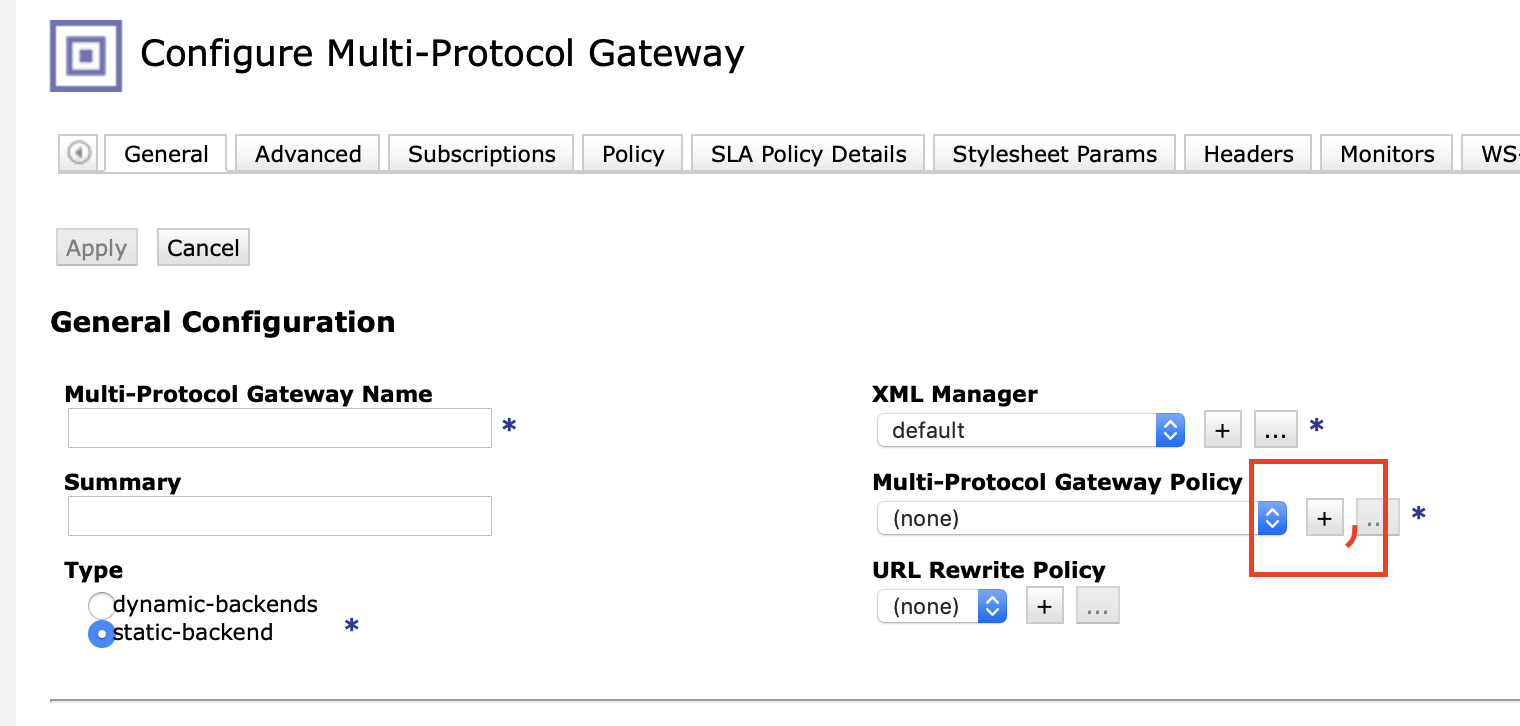 Configure Multi-Protocol Gateway
General Advanced Subscriptions Policy SLA Policy Details Stylesheet Params Headers Monitors WS-
Apply Cancel
General Configuration
Multi-Protocol Gateway Name
*
XML Manager
default + ... *
Summary
Multi-Protocol Gateway Policy
(none) + , ... *
Type
dynamic-backends
static-backend *
URL Rewrite Policy
(none) + ...